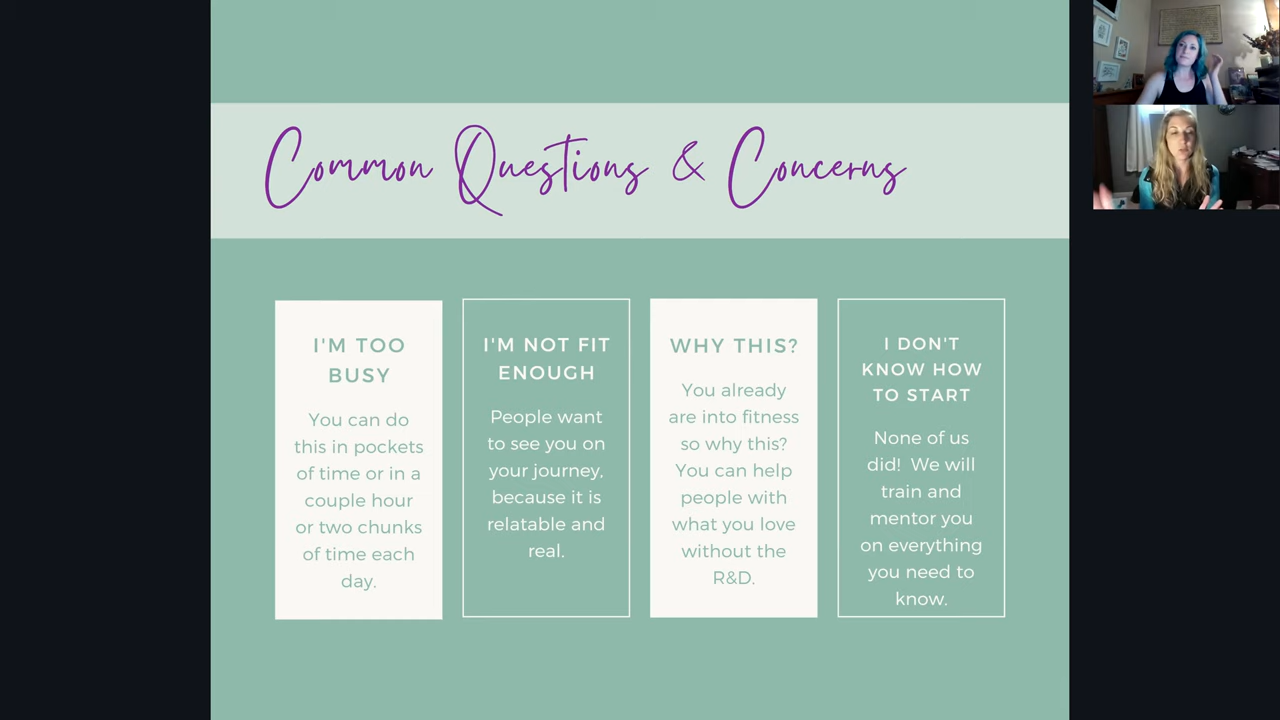 Common Questions & Concerns
I'M TOO
BUSY
You can do
this in pockets
of time or in a
couple hour
or two chunks
of time each
day.
I'M NOT FIT
ENOUGH
People want
to see you on
your journey,
because it is
relatable and
real.
WHY THIS?
You already
are into fitness
so why this?
You can help
people with
what you love
without the
R&D.
I DON'T
KNOW HOW
TO START
None of us
did! We will
train and
mentor you
on everything
you need to
know.